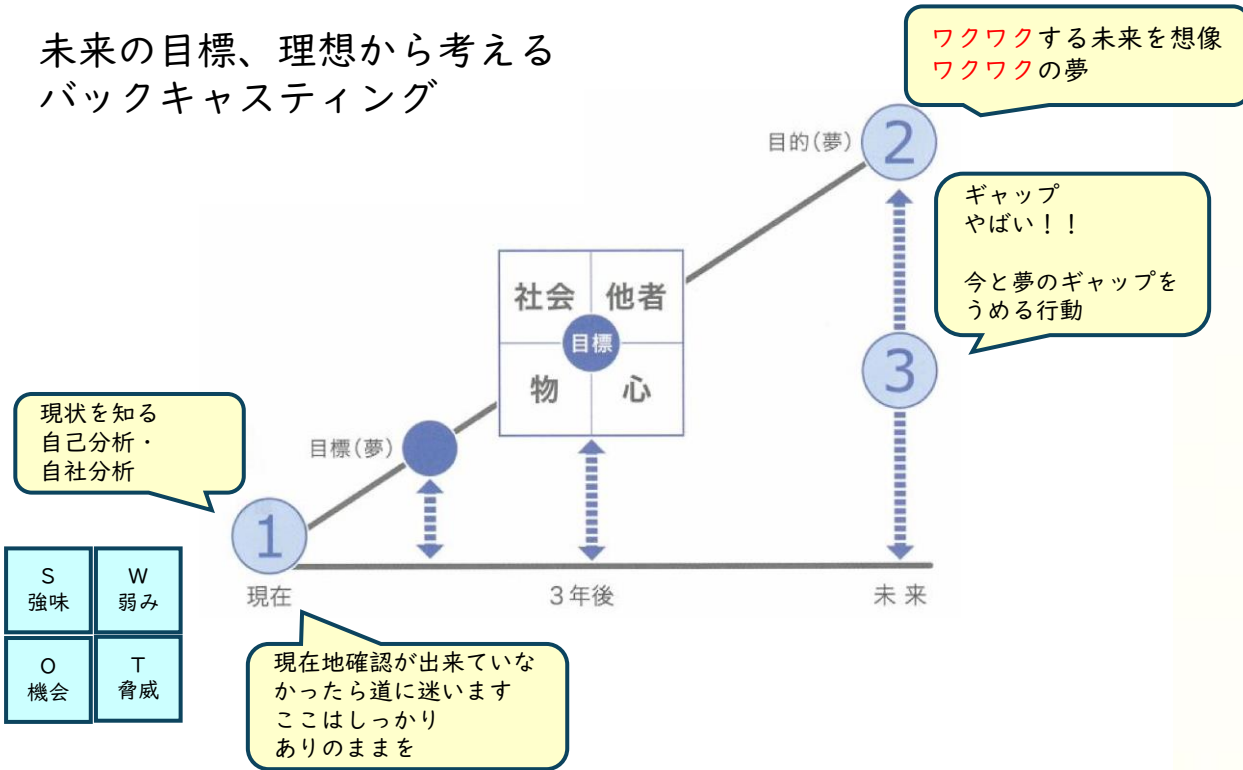 未来の目標、理想から考える
バックキャスティング
ワクワクする未来を想像
ワクワクの夢
目的(夢)
2
ギャップ
やばい！！
今と夢のギャップを
うめる行動
社会
他者
目標
物
心
3
現状を知る
自己分析・
自社分析
目標(夢)
1
現在
3年後
未来
S
強味
W
弱み
O
機会
T
脅威
現在地確認が出来ていな
かったら道に迷います
ここはしっかり
ありのままを